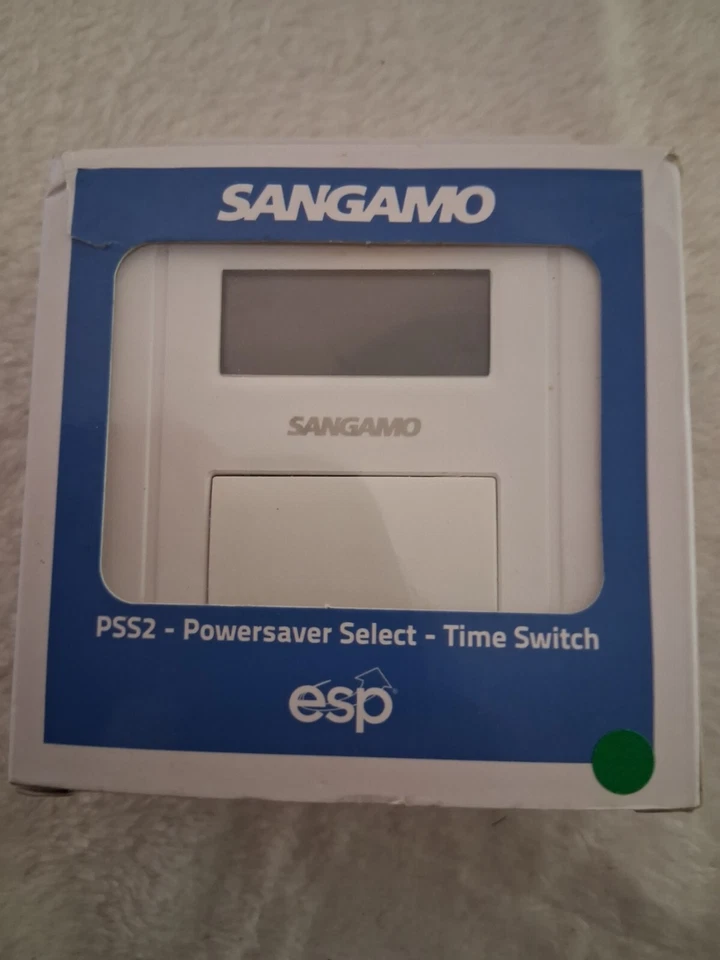 SANGAMO
SANGAMO
PSS2 - Powersaver Select - Time Switch
esp®